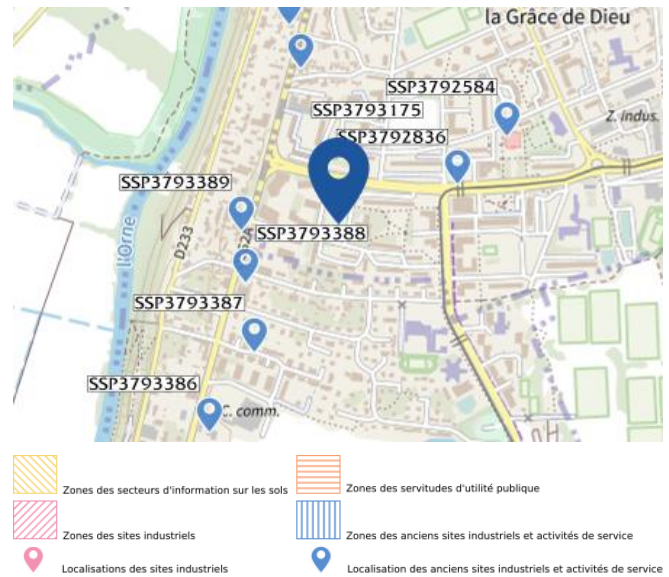 la Grâce de Dieu
SSP3792584
SSP3793175
Z. indus.
SSP3792836
SSP3793389
SSP3793388
l'Orne
D233
SSP3793387
SSP3793386
C. comm.
Zones des secteurs d'information sur les sols
Zones des servitudes d'utilité publique
Zones des sites industriels
Zones des anciens sites industriels et activités de service
Localisations des sites industriels
Localisation des anciens sites industriels et activités de service